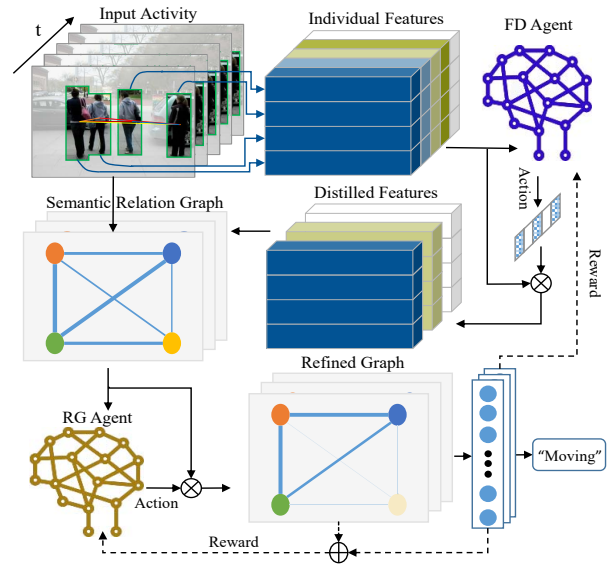 Input Activity
Individual Features
FD Agent
t
Action
Semantic Relation Graph
Distilled Features
Reward
Refined Graph
RG Agent
Action
"Moving"
Reward